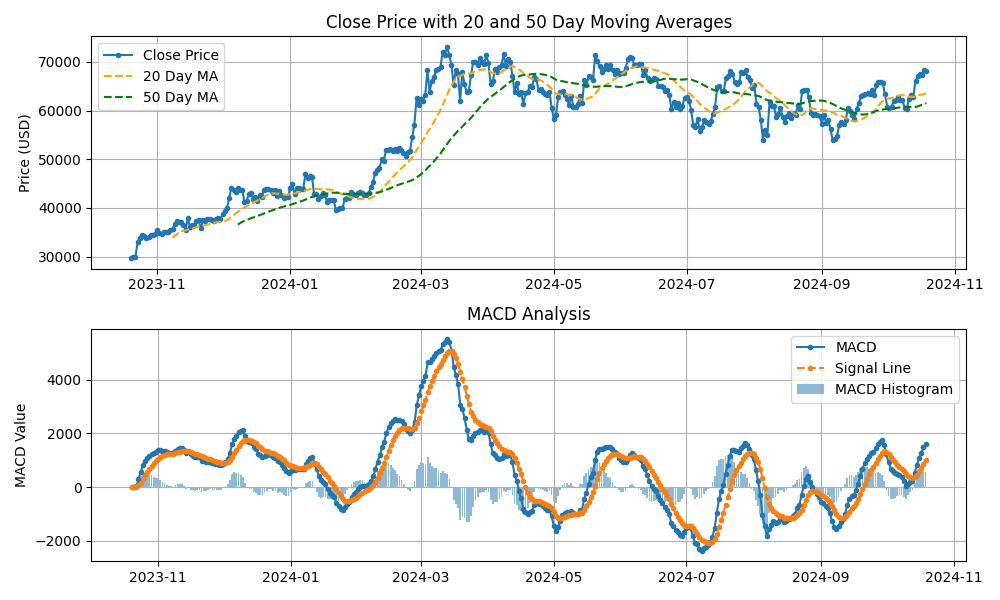 Close Price with 20 and 50 Day Moving Averages
Close Price
20 Day MA
50 Day MA
Price (USD)
70000
60000
50000
40000
30000
2023-11
2024-01
2024-03
2024-05
2024-07
2024-09
2024-11
MACD Analysis
MACD
Signal Line
MACD Histogram
MACD Value
4000
2000
0
−2000
2023-11
2024-01
2024-03
2024-05
2024-07
2024-09
2024-11